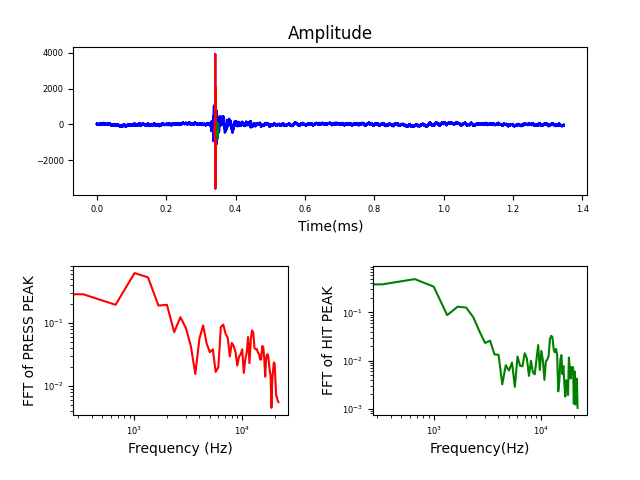 Amplitude
4000
2000
0
−2000
0.0 0.2 0.4 0.6 0.8 1.0 1.2 1.4
Time(ms)
FFT of PRESS PEAK
10⁻¹
10⁻²
10³ 10⁴
Frequency (Hz)
FFT of HIT PEAK
10⁻¹
10⁻²
10⁻³
10³ 10⁴
Frequency(Hz)